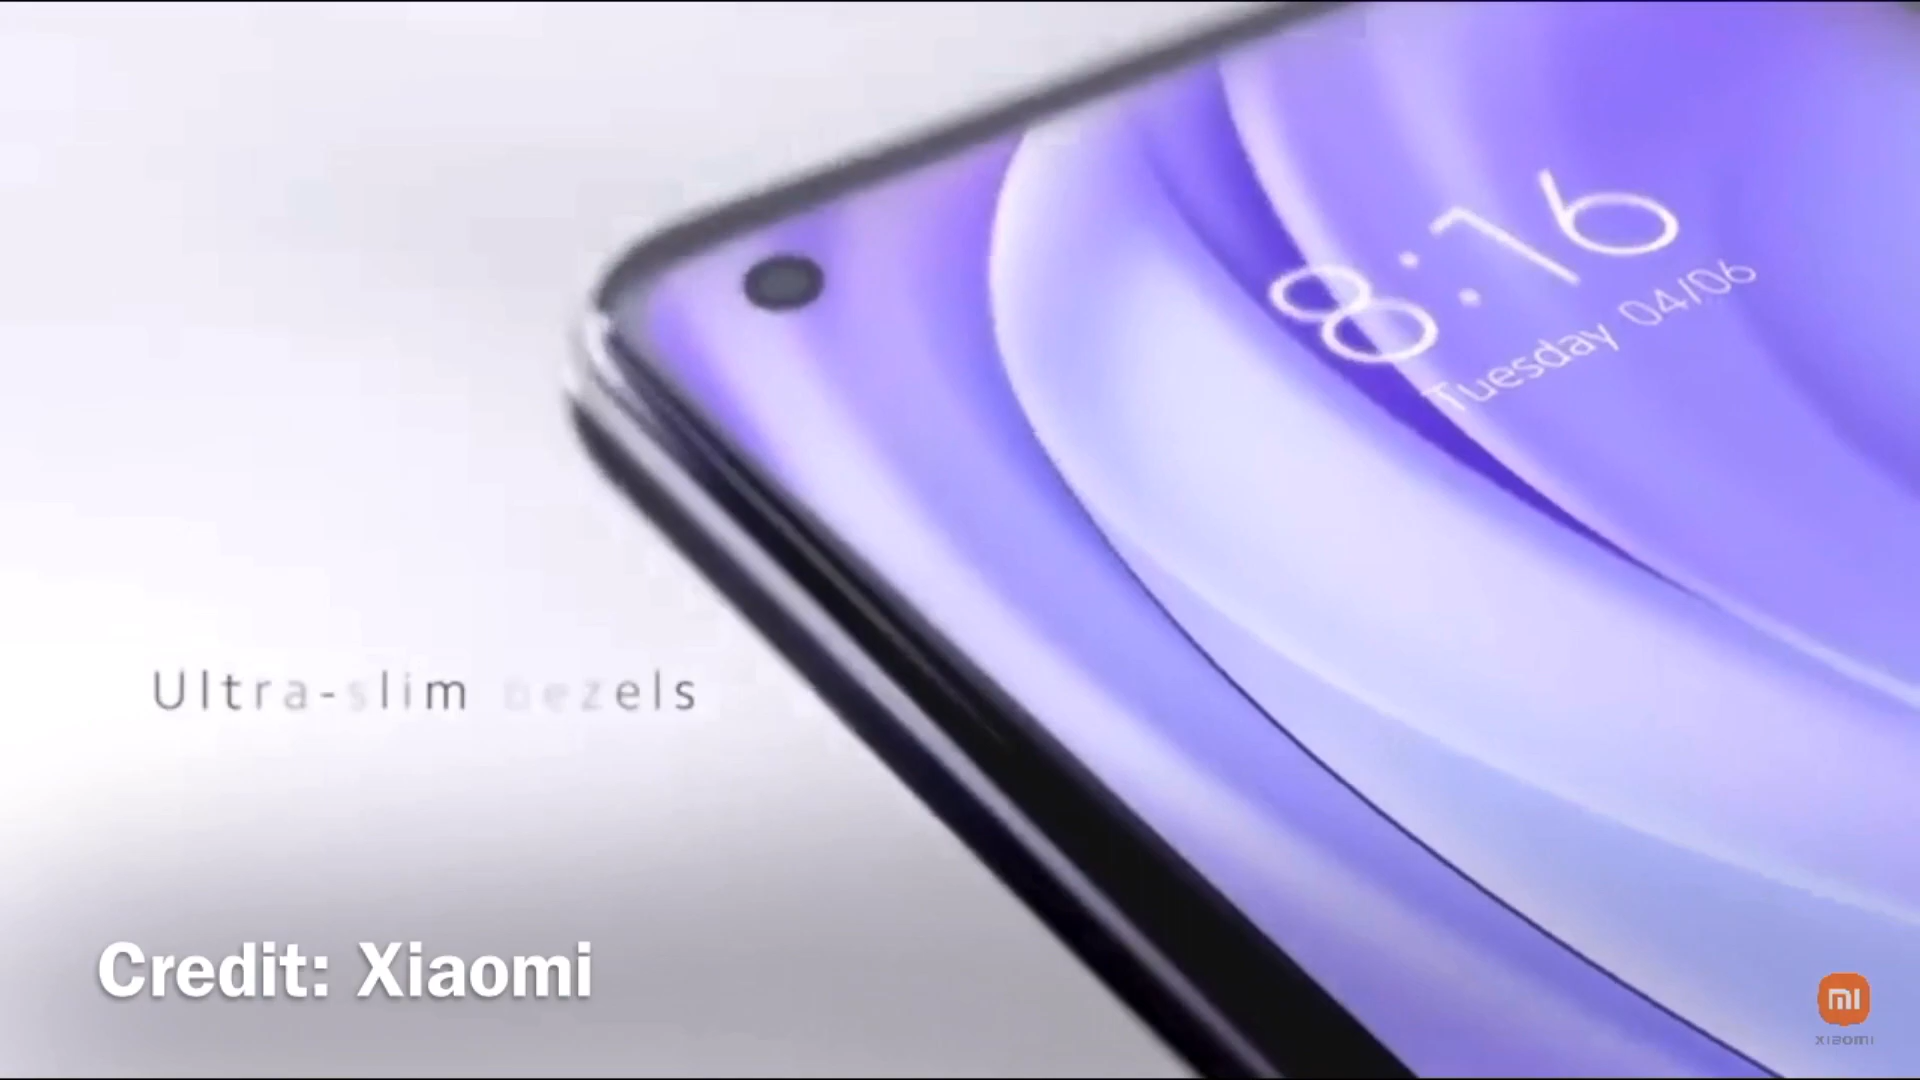 8:16
Tuesday 04/06
Ultra-slim bezels
Credit: Xiaomi
mi
xiaomi